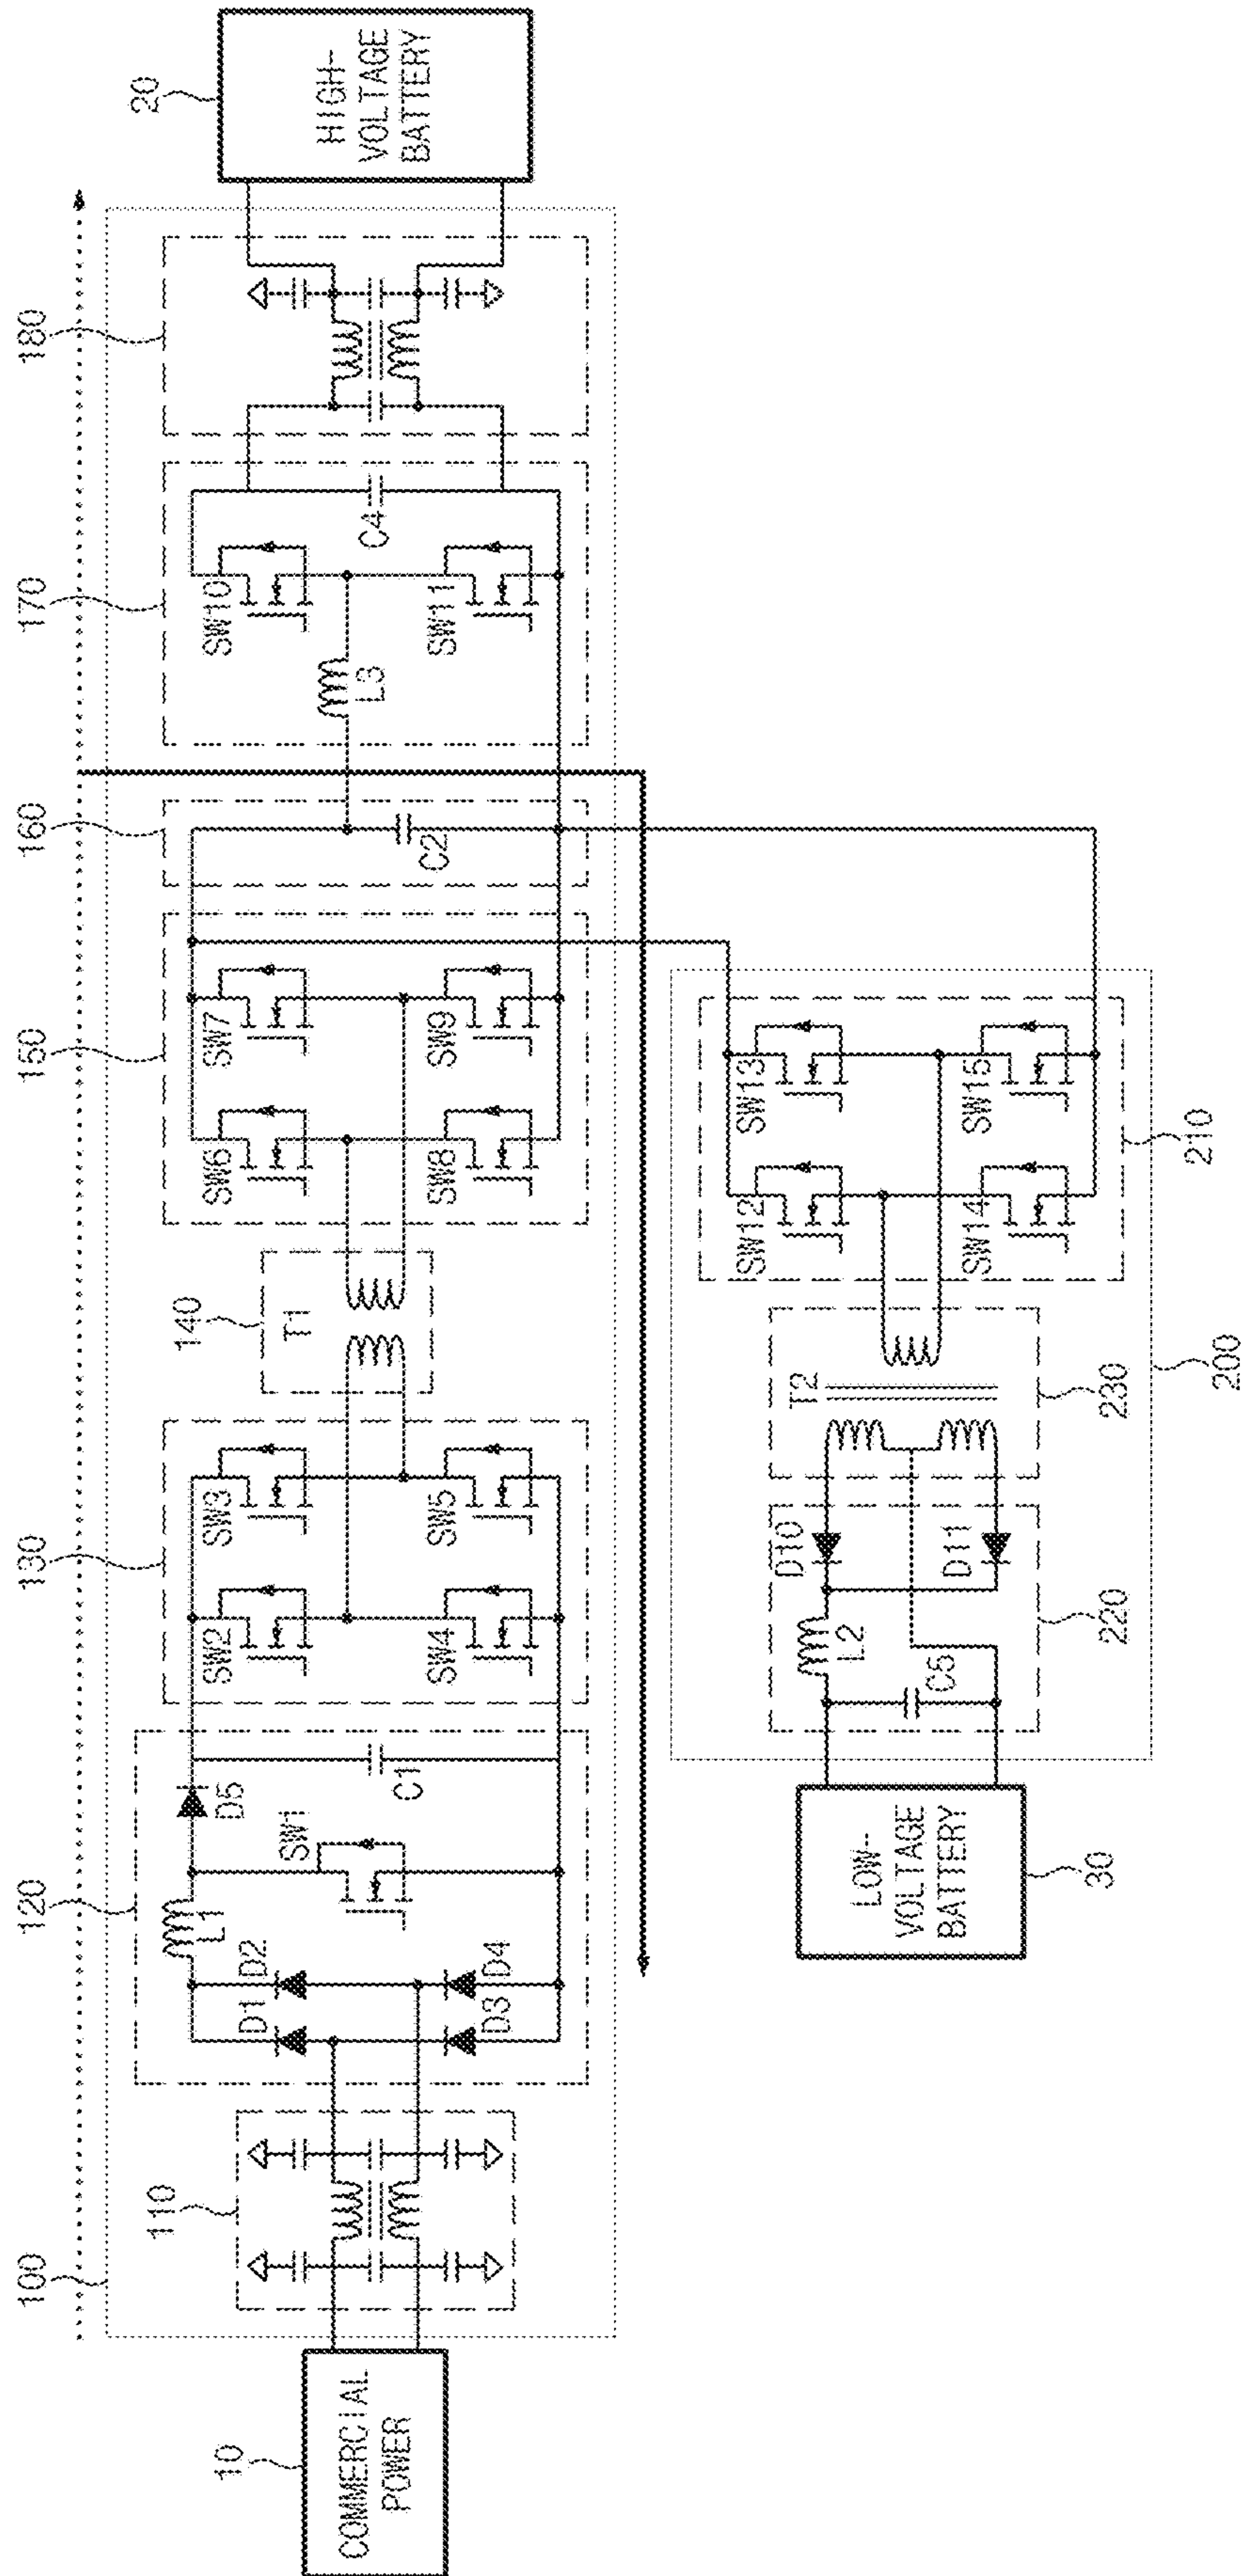 100
110
120
130
140
150
160
170
180
10
COMMERCIAL
POWER
D1
D2
D3
D4
L1
SW1
D5
C1
SW2
SW3
SW4
SW5
T1
SW6
SW7
SW8
SW9
C2
L3
SW10
SW11
C4
20
HIGH-
VOLTAGE
BATTERY
LOW-
VOLTAGE
BATTERY
30
L2
C5
D10
D11
220
T2
230
SW12
SW13
SW14
SW15
210
200